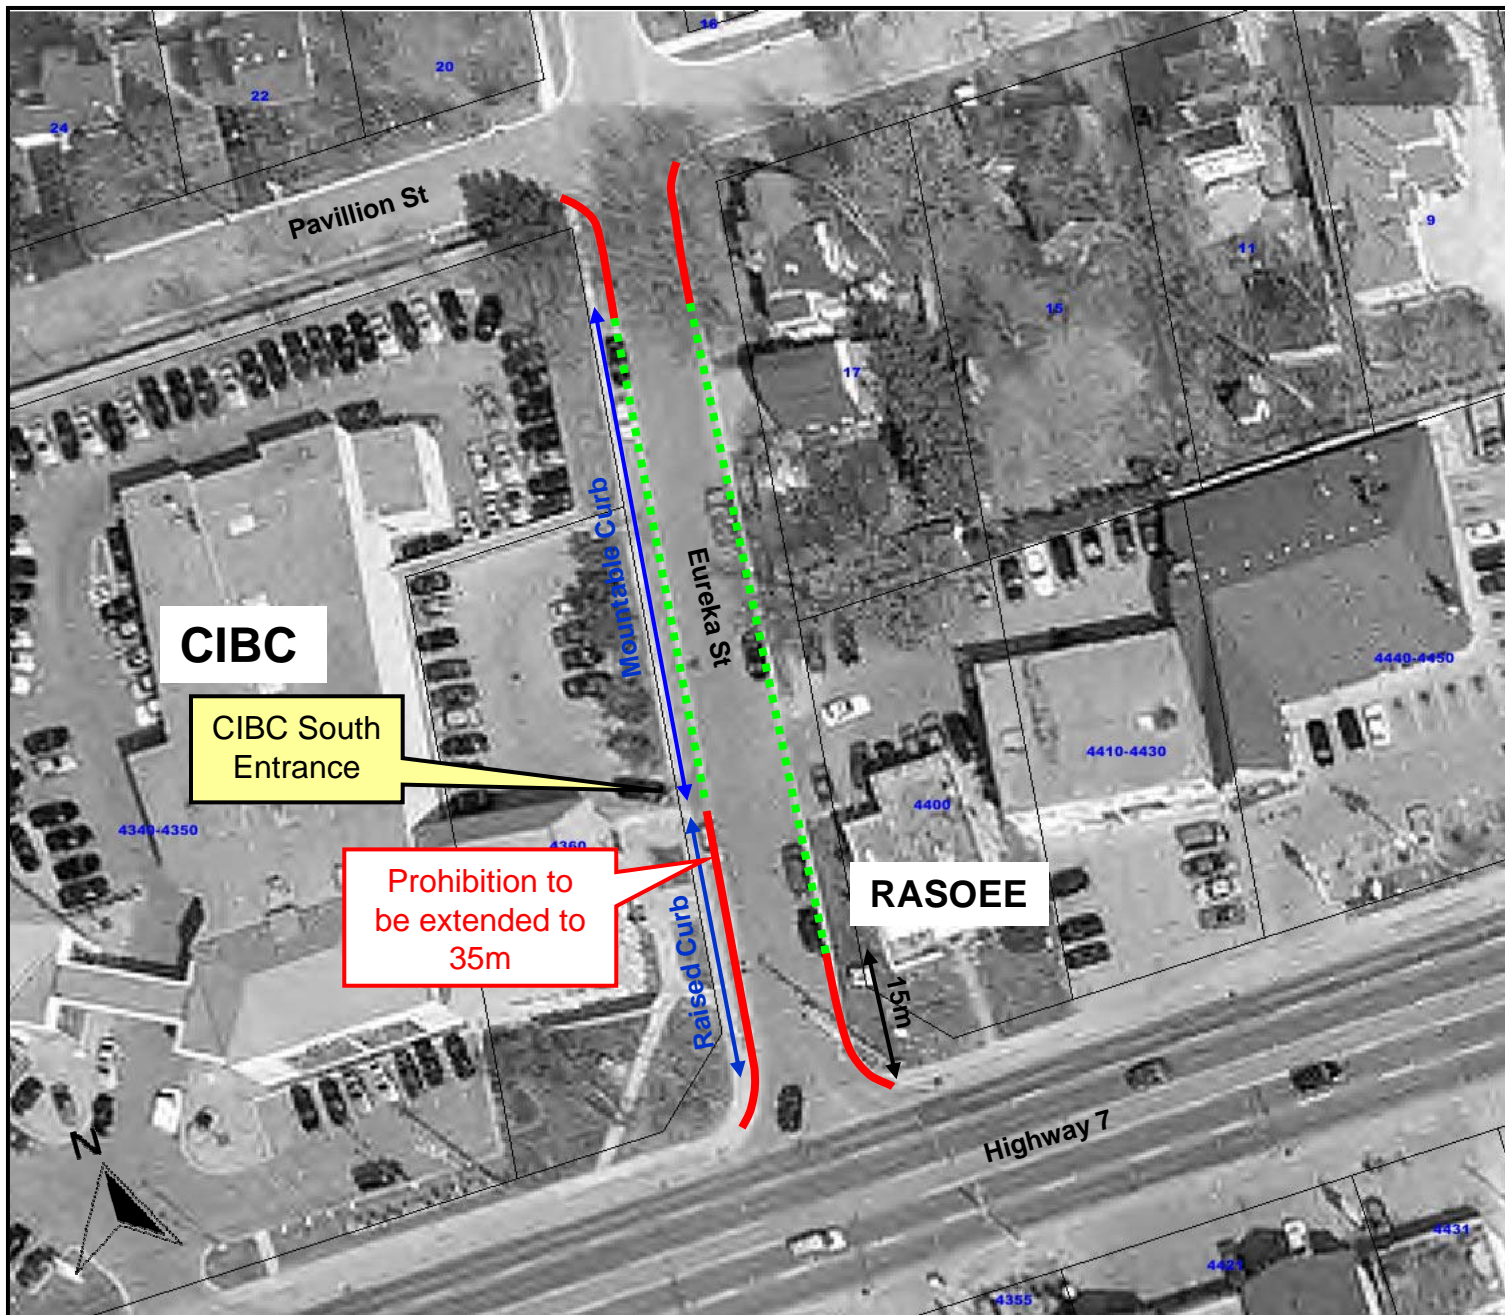 16
20
22
24
Pavillion St
9
11
15
17
Mountable Curb
Eureka St
CIBC
4440-4450
CIBC South
Entrance
4410-4430
4400
4340-4350
4360
Prohibition to
be extended to
35m
RASOEE
Raised Curb
15m
Highway 7
N
4431
4421
4355